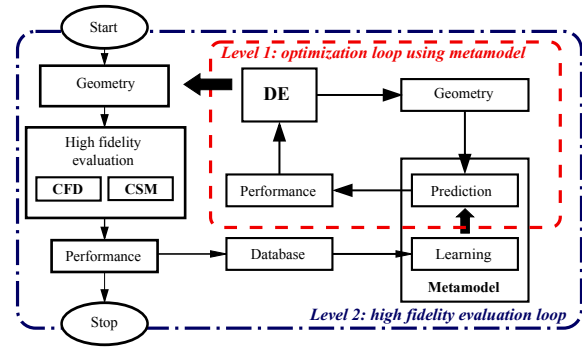 Start
Level 1: optimization loop using metamodel
Geometry
DE
Geometry
High fidelity
evaluation
CFD
CSM
Performance
Prediction
Performance
Database
Learning
Metamodel
Level 2: high fidelity evaluation loop
Stop